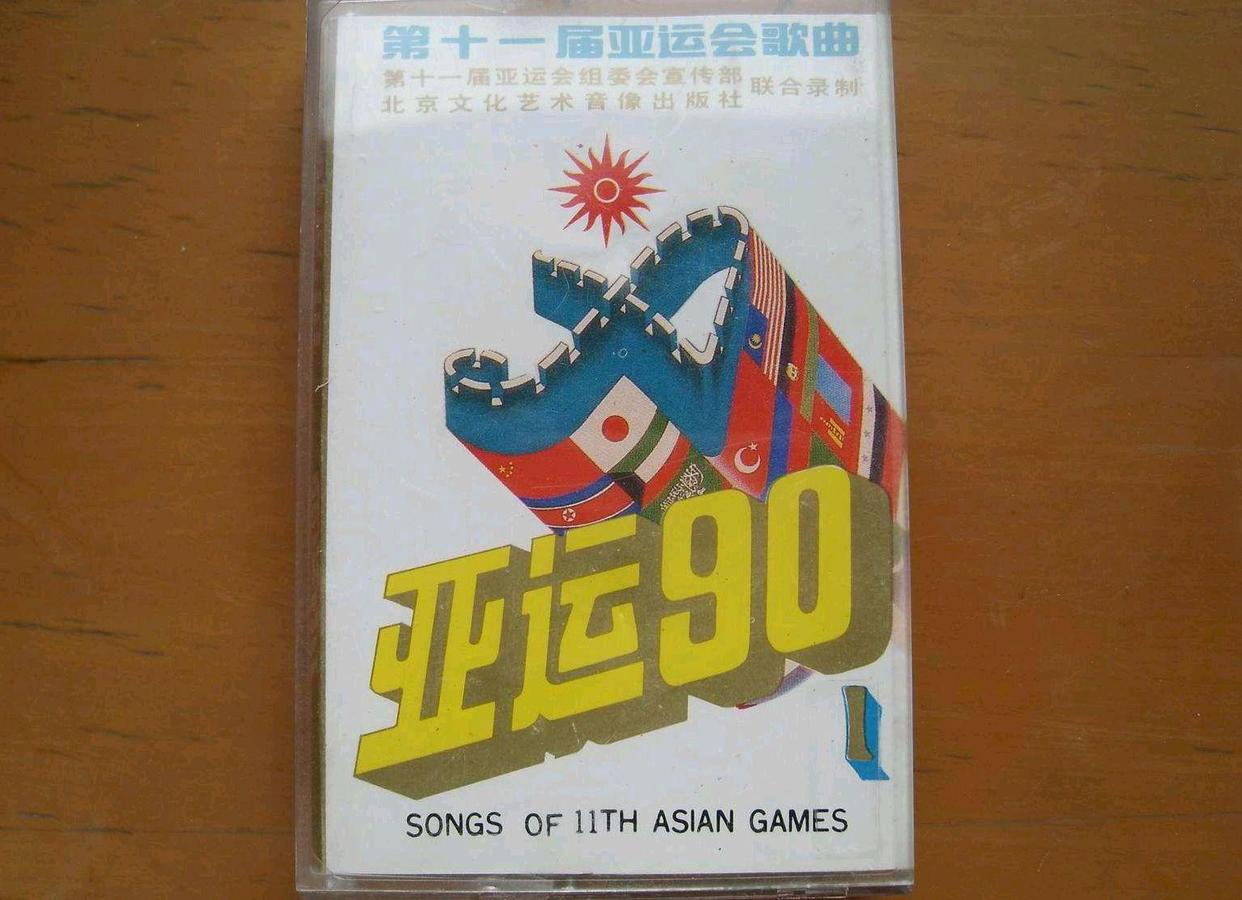 第十一届亚运会歌曲
第十一届亚运会组委会宣传部
北京文化艺术音像出版社
联合录制
亚运90
1
SONGS OF 11TH ASIAN GAMES